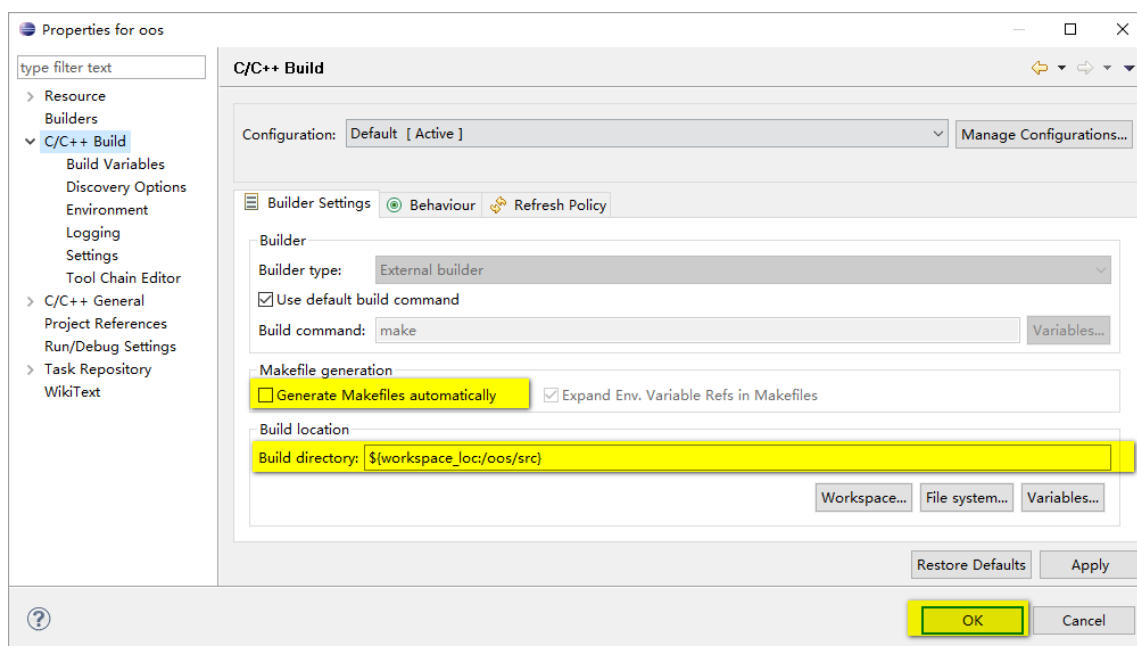 Properties for oos
type filter text
C/C++ Build
Resource
Builders
C/C++ Build
Build Variables
Discovery Options
Environment
Logging
Settings
Tool Chain Editor
C/C++ General
Project References
Run/Debug Settings
Task Repository
WikiText
Configuration: Default [ Active ] Manage Configurations...
Builder Settings Behaviour Refresh Policy
Builder
Builder type: External builder
Use default build command
Build command: make Variables...
Makefile generation
Generate Makefiles automatically Expand Env. Variable Refs in Makefiles
Build location
Build directory: ${workspace_loc:/oos/src}
Workspace... File system... Variables...
Restore Defaults Apply
? OK Cancel